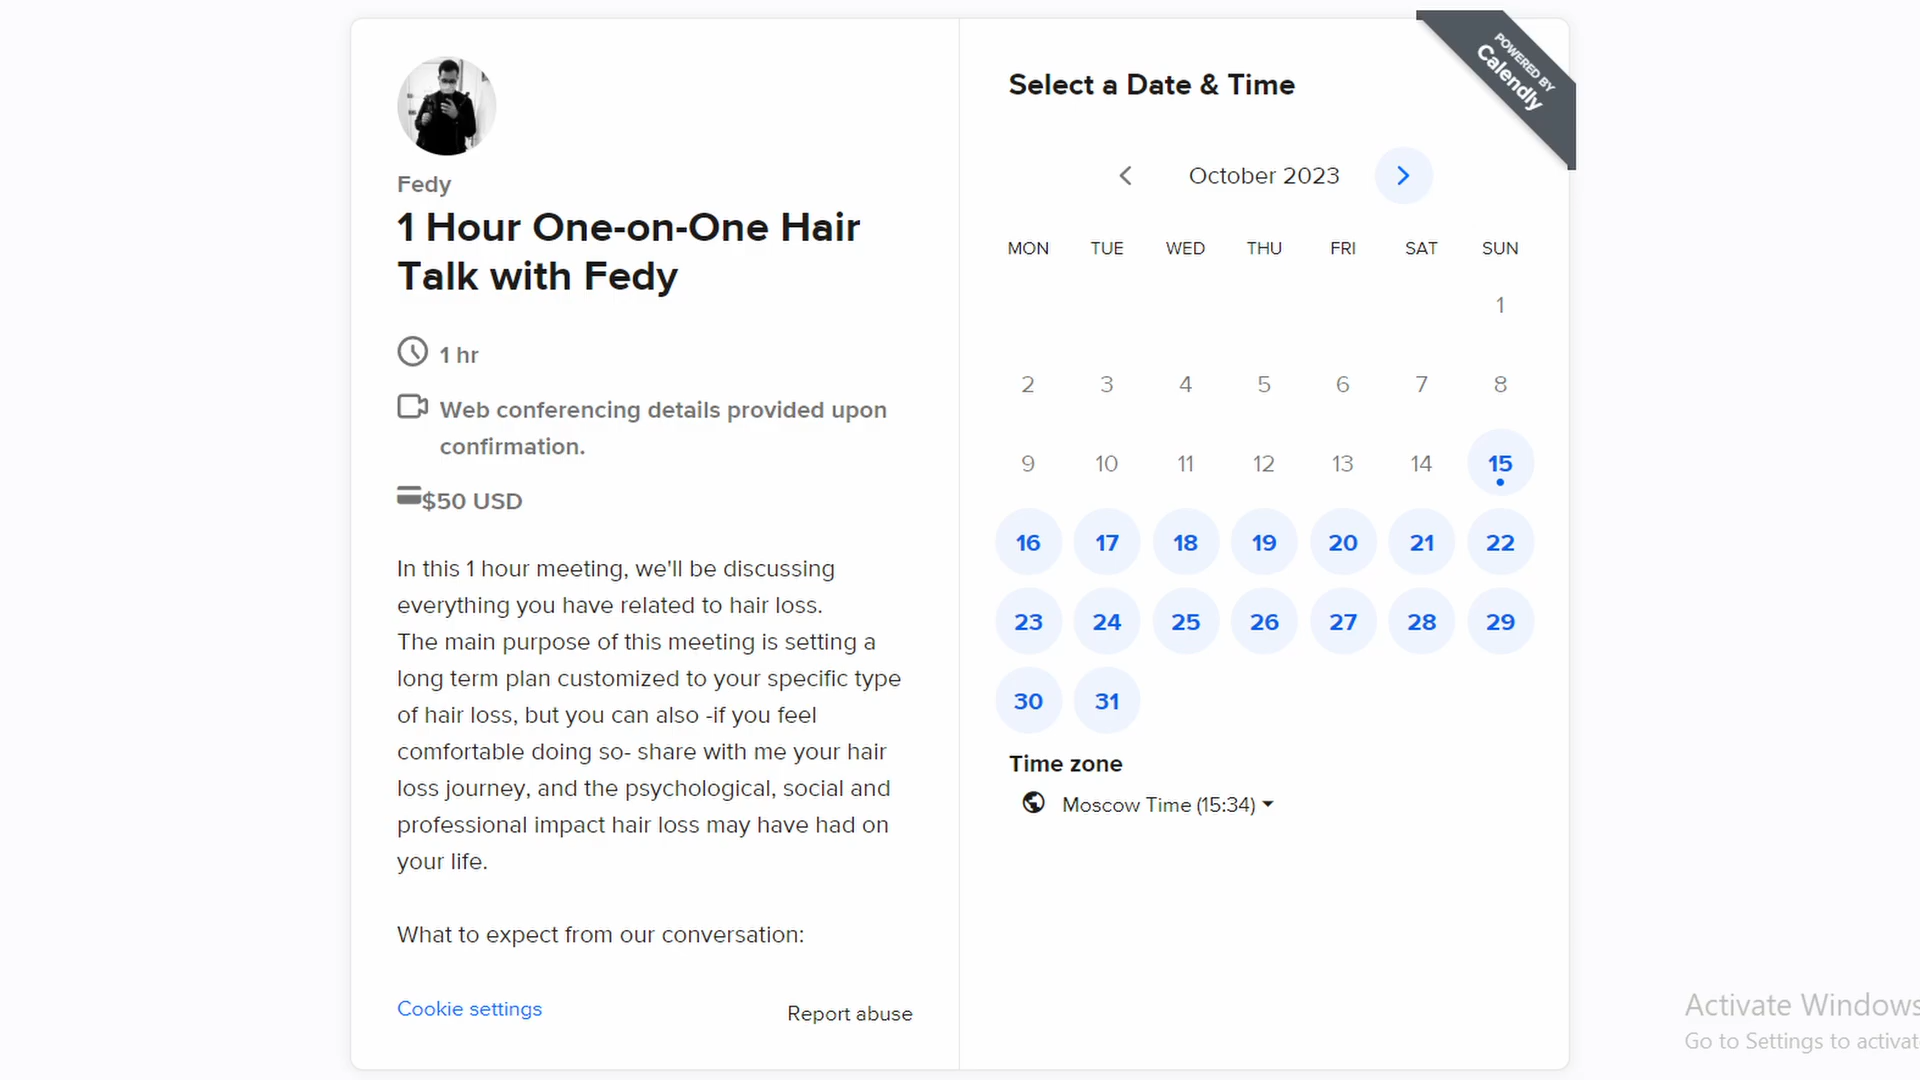 Fedy
1 Hour One-on-One Hair
Talk with Fedy
1 hr
Web conferencing details provided upon
confirmation.
$50 USD
In this 1 hour meeting, we'll be discussing
everything you have related to hair loss.
The main purpose of this meeting is setting a
long term plan customized to your specific type
of hair loss, but you can also -if you feel
comfortable doing so- share with me your hair
loss journey, and the psychological, social and
professional impact hair loss may have had on
your life.
What to expect from our conversation:
Cookie settings
Report abuse
POWERED BY
Calendly
Select a Date & Time
October 2023
MON TUE WED THU FRI SAT SUN
1
2 3 4 5 6 7 8
9 10 11 12 13 14 15
16 17 18 19 20 21 22
23 24 25 26 27 28 29
30 31
Time zone
Moscow Time (15:34)
Activate Windows
Go to Settings to activat